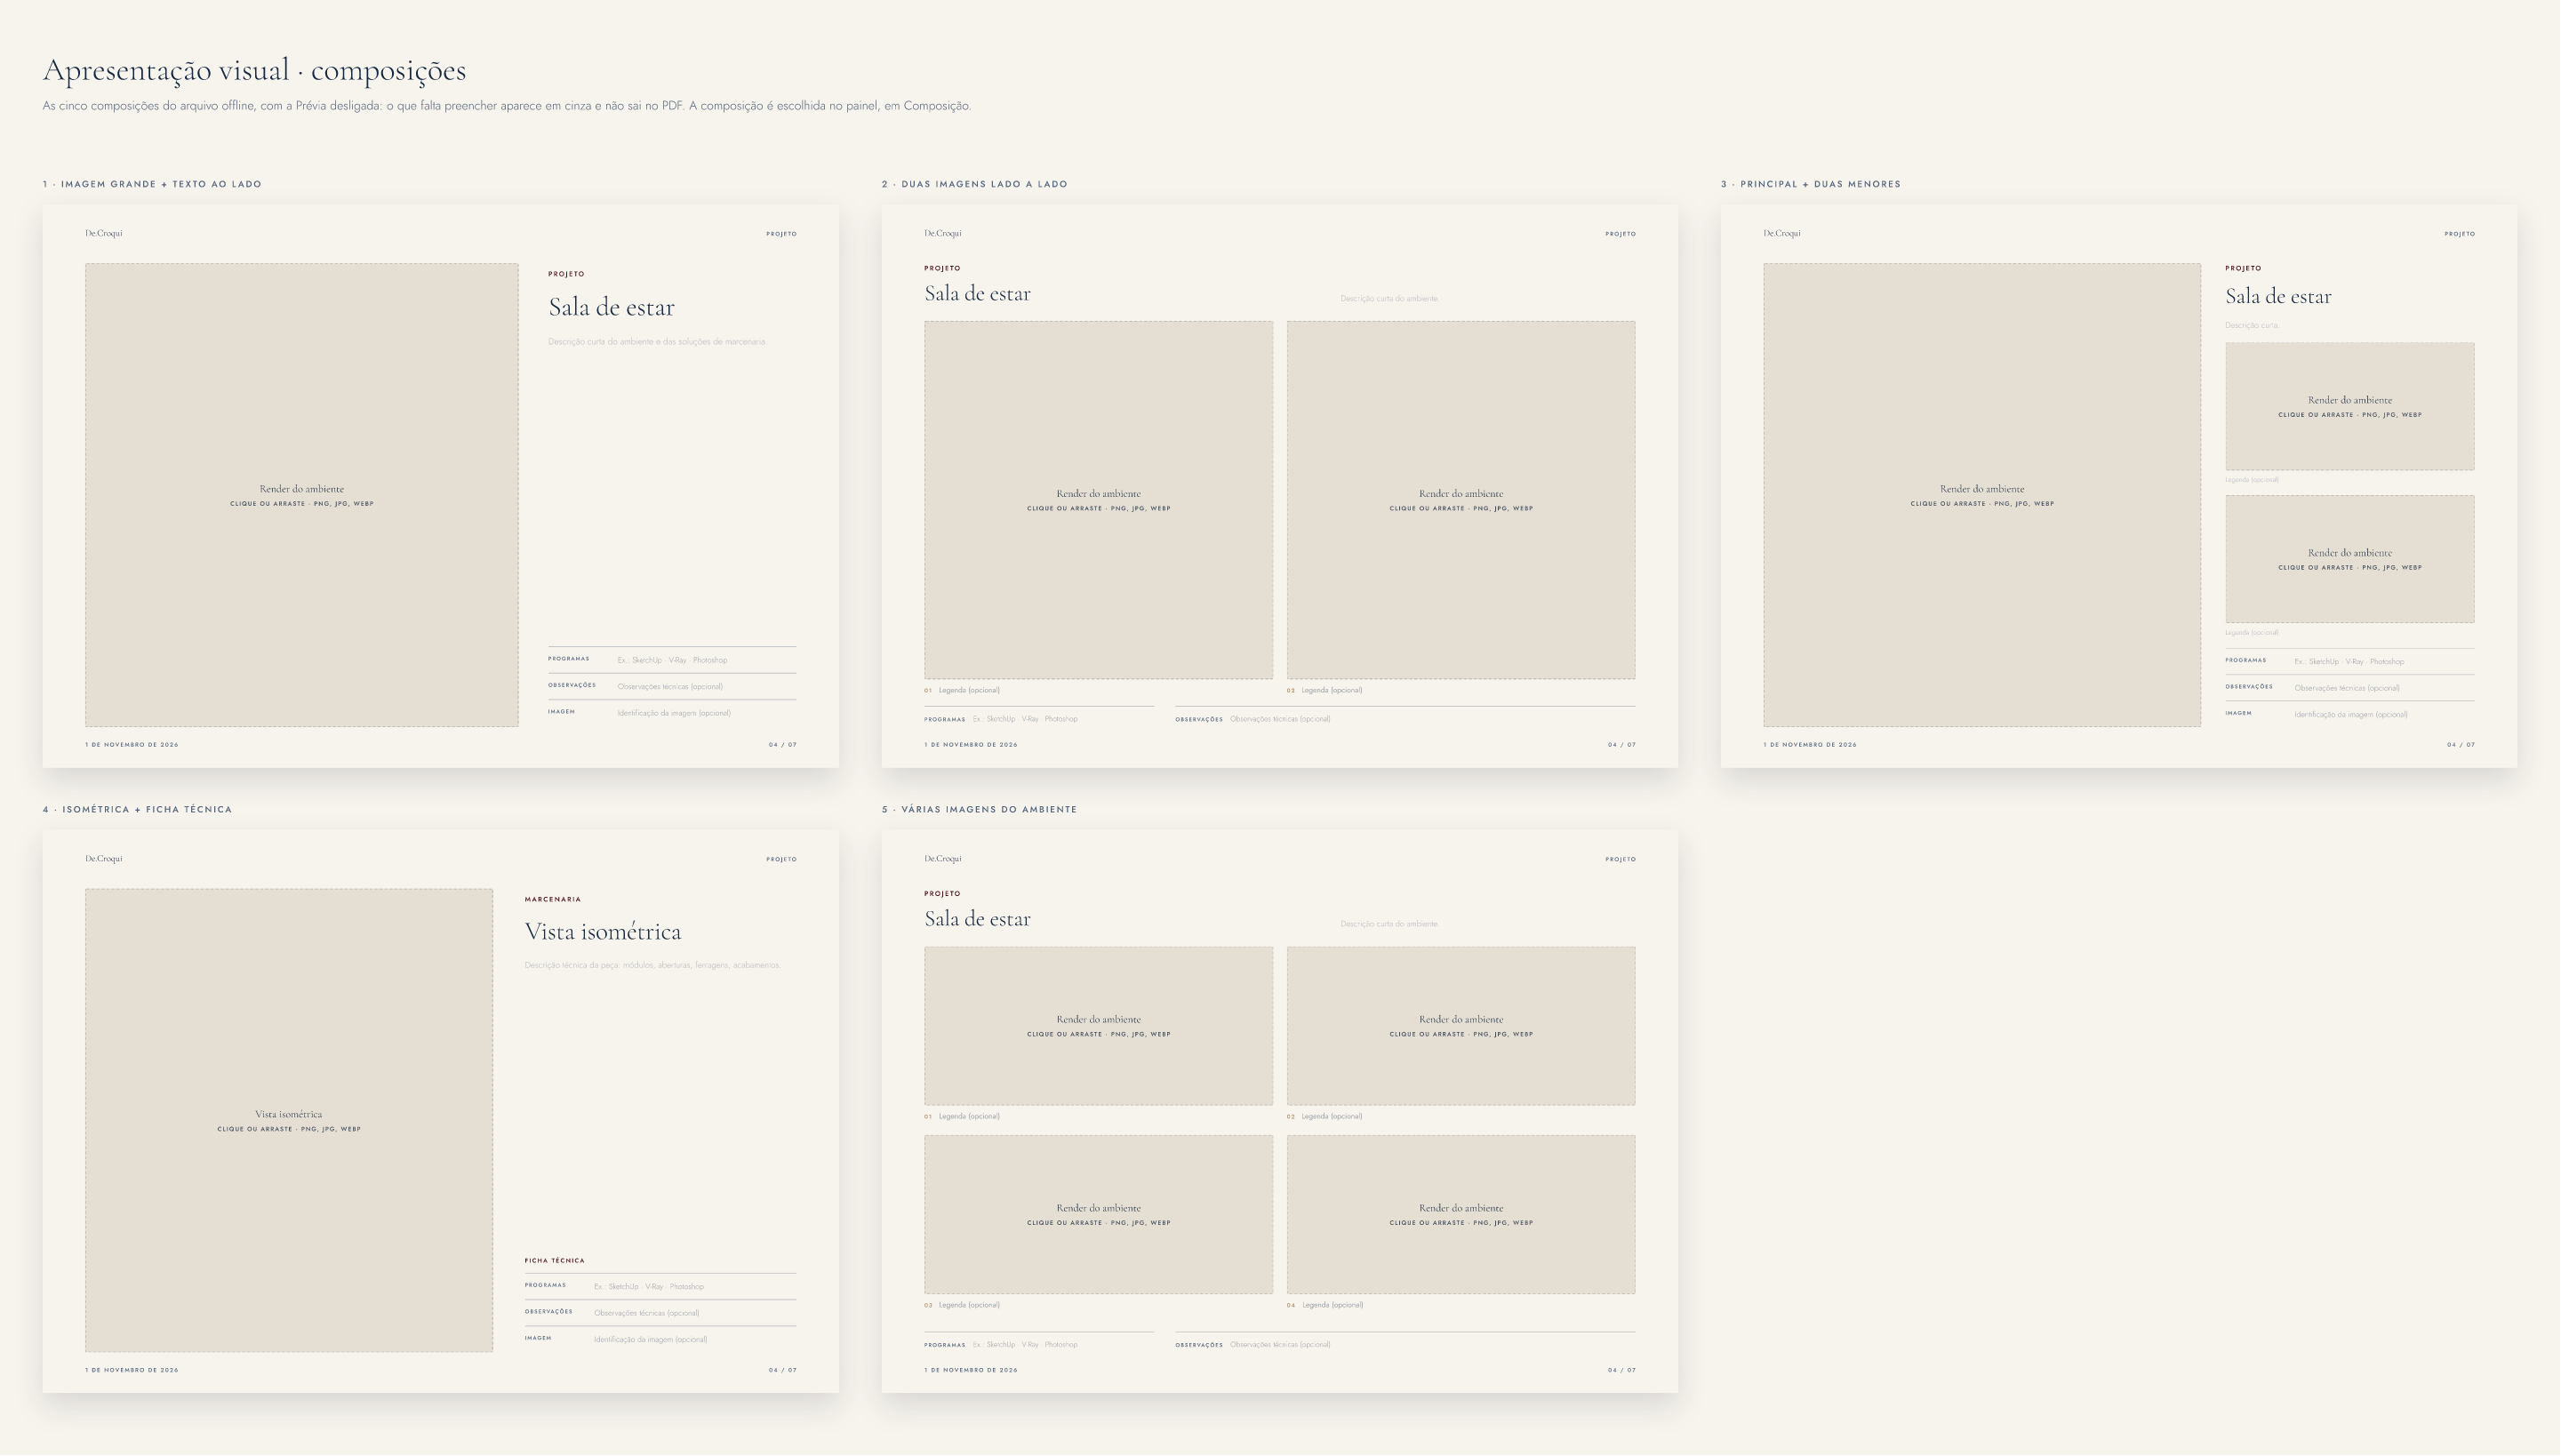 Apresentação visual · composições
As cinco composições do arquivo offline, com a Prévia desligada: o que falta preencher aparece em cinza e não sai no PDF. A composição é escolhida no painel, em Composição.
1 · IMAGEM GRANDE + TEXTO AO LADO
De.Croqui
PROJETO
Render do ambiente
CLIQUE OU ARRASTE · PNG, JPG, WEBP
PROJETO
Sala de estar
Descrição curta do ambiente e das soluções de marcenaria.
PROGRAMAS Ex.: SketchUp · V-Ray · Photoshop
OBSERVAÇÕES Observações técnicas (opcional)
IMAGEM Identificação da imagem (opcional)
1 DE NOVEMBRO DE 2026
04 / 07
2 · DUAS IMAGENS LADO A LADO
De.Croqui
PROJETO
PROJETO
Sala de estar
Descrição curta do ambiente.
Render do ambiente
CLIQUE OU ARRASTE · PNG, JPG, WEBP
Render do ambiente
CLIQUE OU ARRASTE · PNG, JPG, WEBP
01 Legenda (opcional)
02 Legenda (opcional)
PROGRAMAS Ex.: SketchUp · V-Ray · Photoshop
OBSERVAÇÕES Observações técnicas (opcional)
1 DE NOVEMBRO DE 2026
04 / 07
3 · PRINCIPAL + DUAS MENORES
De.Croqui
PROJETO
Render do ambiente
CLIQUE OU ARRASTE · PNG, JPG, WEBP
PROJETO
Sala de estar
Descrição curta.
Render do ambiente
CLIQUE OU ARRASTE · PNG, JPG, WEBP
Legenda (opcional)
Render do ambiente
CLIQUE OU ARRASTE · PNG, JPG, WEBP
Legenda (opcional)
PROGRAMAS Ex.: SketchUp · V-Ray · Photoshop
OBSERVAÇÕES Observações técnicas (opcional)
IMAGEM Identificação da imagem (opcional)
1 DE NOVEMBRO DE 2026
04 / 07
4 · ISOMÉTRICA + FICHA TÉCNICA
De.Croqui
PROJETO
Vista isométrica
CLIQUE OU ARRASTE · PNG, JPG, WEBP
MARCENARIA
Vista isométrica
Descrição técnica da peça: módulos, aberturas, ferragens, acabamentos.
FICHA TÉCNICA
PROGRAMAS Ex.: SketchUp · V-Ray · Photoshop
OBSERVAÇÕES Observações técnicas (opcional)
IMAGEM Identificação da imagem (opcional)
1 DE NOVEMBRO DE 2026
04 / 07
5 · VÁRIAS IMAGENS DO AMBIENTE
De.Croqui
PROJETO
PROJETO
Sala de estar
Descrição curta do ambiente.
Render do ambiente
CLIQUE OU ARRASTE · PNG, JPG, WEBP
Render do ambiente
CLIQUE OU ARRASTE · PNG, JPG, WEBP
01 Legenda (opcional)
02 Legenda (opcional)
Render do ambiente
CLIQUE OU ARRASTE · PNG, JPG, WEBP
Render do ambiente
CLIQUE OU ARRASTE · PNG, JPG, WEBP
03 Legenda (opcional)
04 Legenda (opcional)
PROGRAMAS Ex.: SketchUp · V-Ray · Photoshop
OBSERVAÇÕES Observações técnicas (opcional)
1 DE NOVEMBRO DE 2026
04 / 07